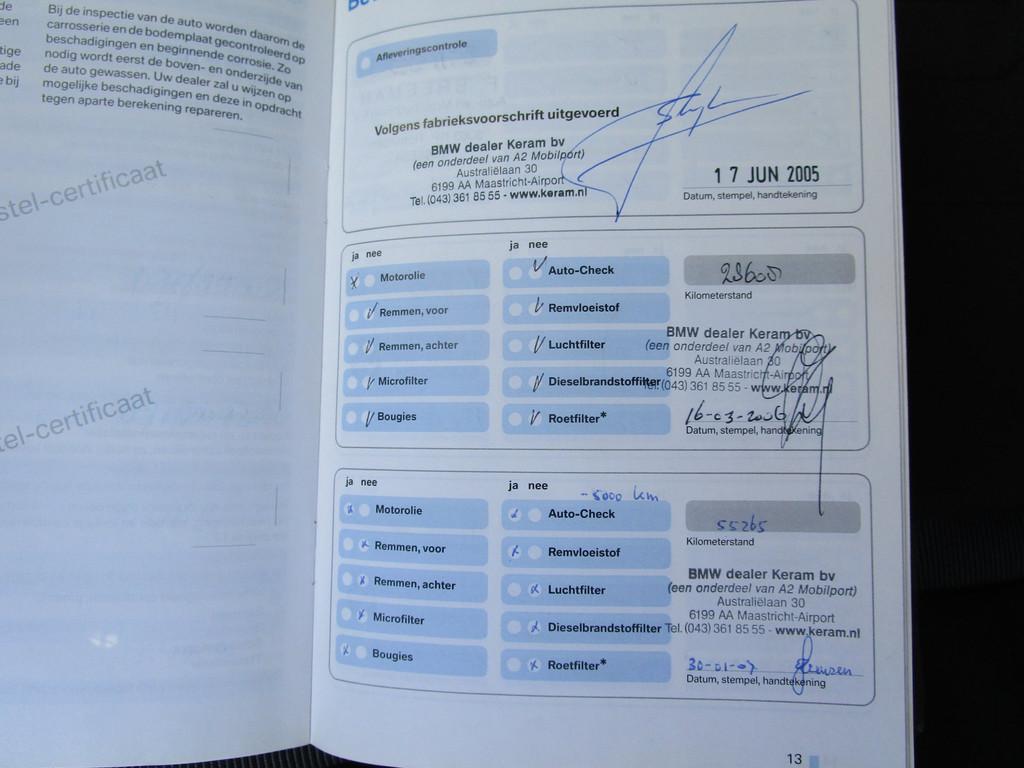 de
een
tige
ade
e bij
Bij de inspectie van de auto worden daarom de
carrosserie en de bodemplaat gecontroleerd op
beschadigingen en beginnende corrosie. Zo
nodig wordt eerst de boven- en onderzijde van
de auto gewassen. Uw dealer zal u wijzen op
mogelijke beschadigingen en deze in opdracht
tegen aparte berekening repareren.
stel-certificaat
stel-certificaat
Afleveringscontrole
Volgens fabrieksvoorschrift uitgevoerd
BMW dealer Keram bv
(een onderdeel van A2 Mobilport)
Australiëlaan 30
6199 AA Maastricht-Airport
Tel. (043) 361 85 55 - www.keram.nl
17 JUN 2005
Datum, stempel, handtekening
ja nee
Motorolie
Remmen, voor
Remmen, achter
Microfilter
Bougies
ja nee
Auto-Check
Remvloeistof
Luchtfilter
Dieselbrandstoffilter
Roetfilter*
Kilometerstand
BMW dealer Keram bv
(een onderdeel van A2 Mobilport)
Australiëlaan 30
6199 AA Maastricht-Airport
Tel. (043) 361 85 55 - www.keram.nl
16-03-2006
Datum, stempel, handtekening
ja nee
Motorolie
Remmen, voor
Remmen, achter
Microfilter
Bougies
ja nee
-5000 km
Auto-Check
Remvloeistof
Luchtfilter
Dieselbrandstoffilter
Roetfilter*
55265
Kilometerstand
BMW dealer Keram bv
(een onderdeel van A2 Mobilport)
Australiëlaan 30
6199 AA Maastricht-Airport
Tel. (043) 361 85 55 - www.keram.nl
30-01-07
Datum, stempel, handtekening
13